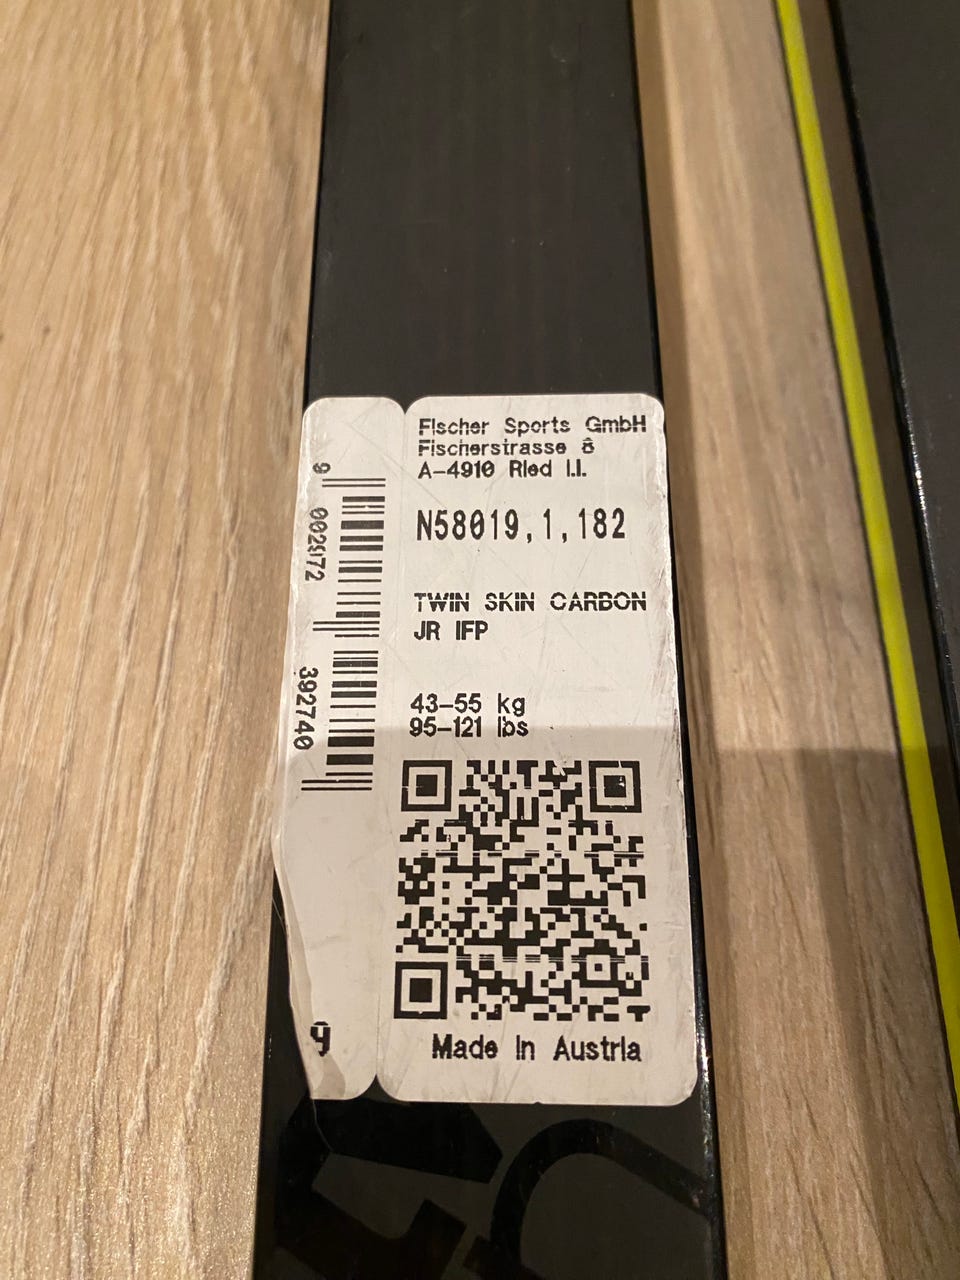 Fischer Sports GmbH
Fischerstrasse 8
A-4910 Ried I.I.
N58019,1,182
TWIN SKIN CARBON
JR IFP
43-55 kg
95-121 lbs
Made in Austria
9 002972 392740
9